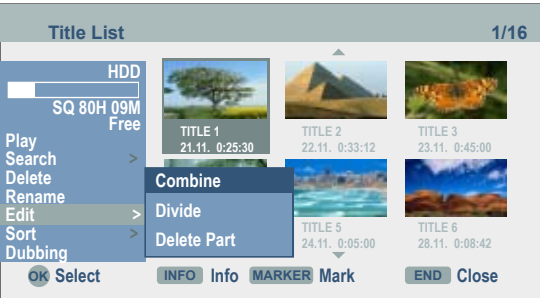 Title List 1/16
HDD
SQ 80H 09M
Free
Play
Search >
Delete
Rename
Edit >
Sort >
Dubbing
TITLE 1
21.11. 0:25:30
TITLE 2
22.11. 0:33:12
TITLE 3
23.11. 0:45:00
Combine
Divide
Delete Part
TITLE 5
24.11. 0:05:00
TITLE 6
28.11. 0:08:42
OK Select INFO Info MARKER Mark END Close